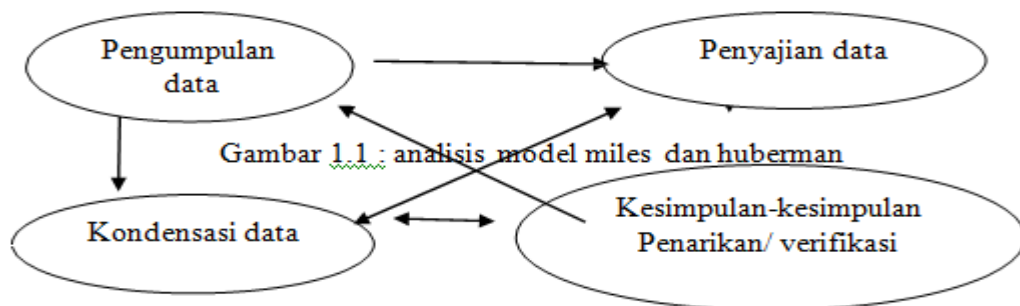 Pengumpulan
data
Penyajian data
Gambar 1.1 : analisis model miles dan huberman
Kondensasi data
Kesimpulan-kesimpulan
Penarikan/ verifikasi